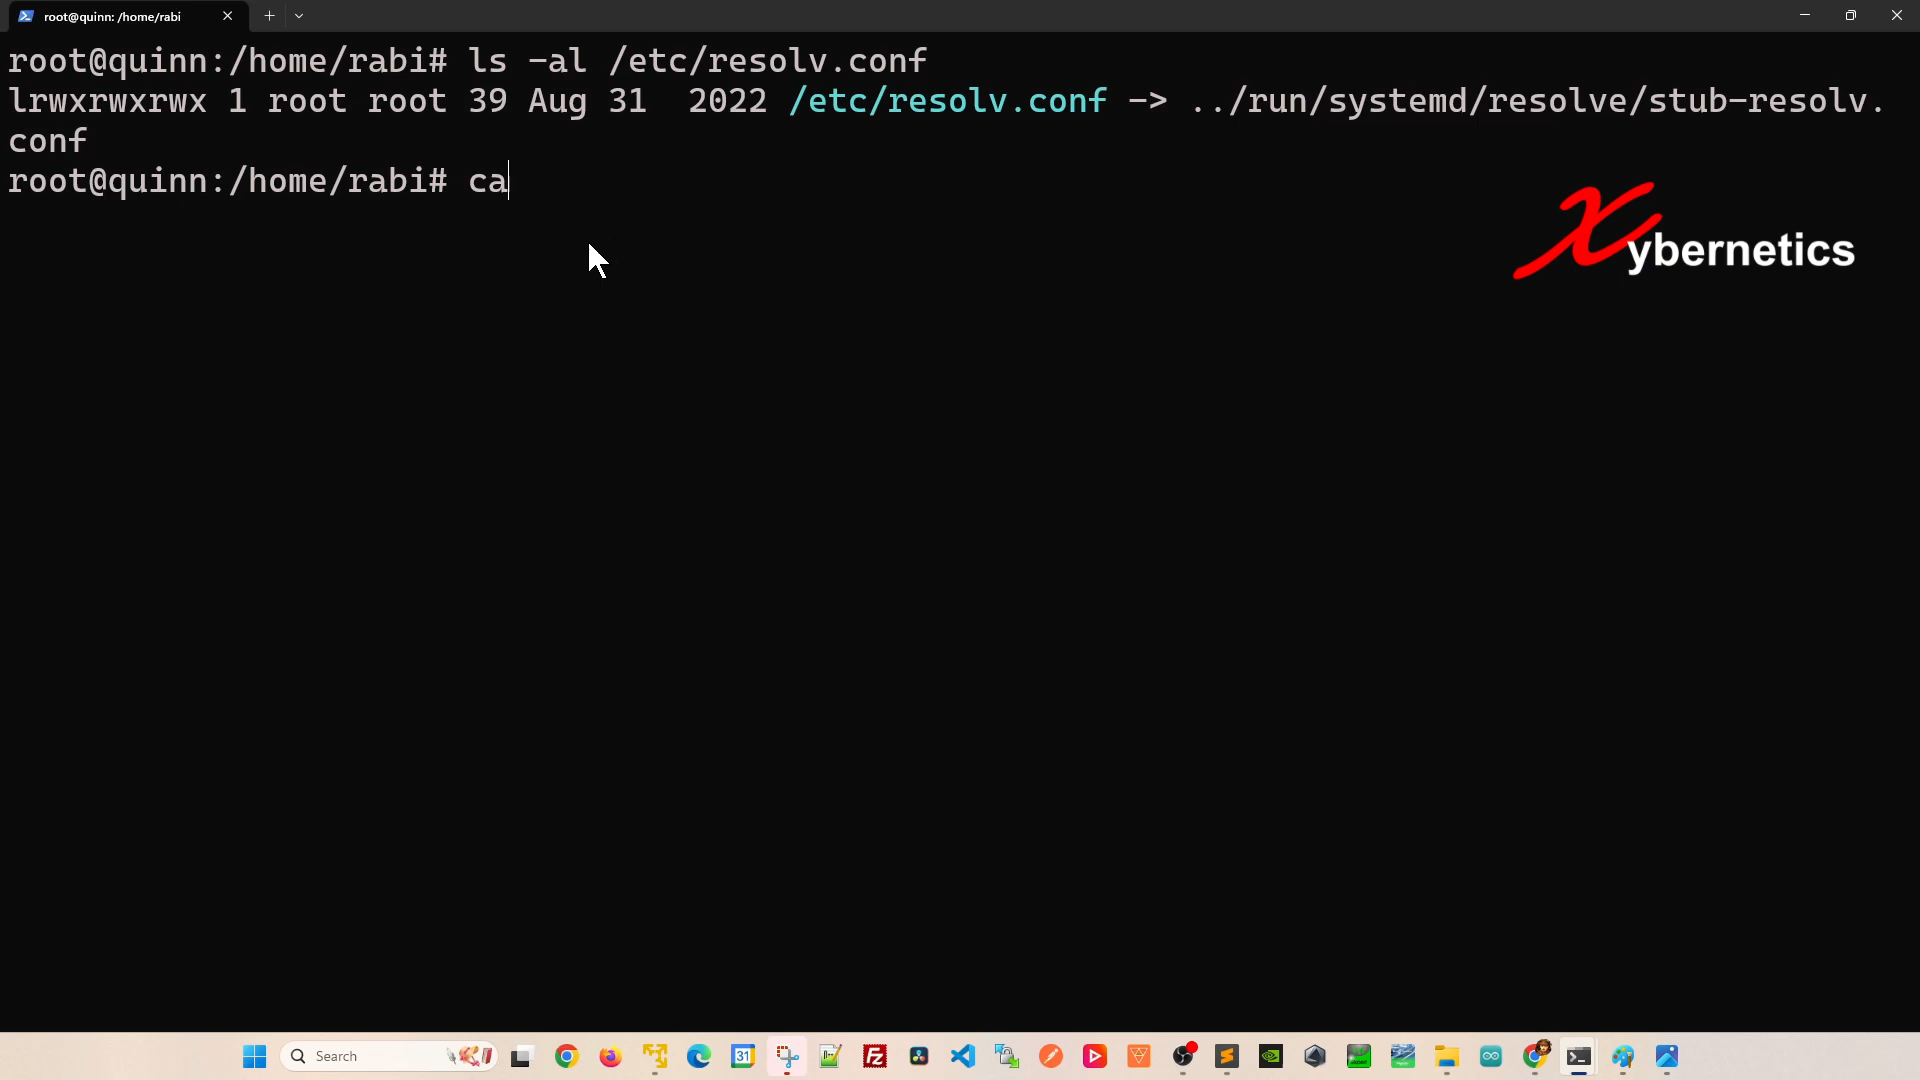 root@quinn: /home/rabi
root@quinn:/home/rabi# ls -al /etc/resolv.conf
lrwxrwxrwx 1 root root 39 Aug 31  2022 /etc/resolv.conf -> ../run/systemd/resolve/stub-resolv.
conf
root@quinn:/home/rabi# ca
Xybernetics
Search
31